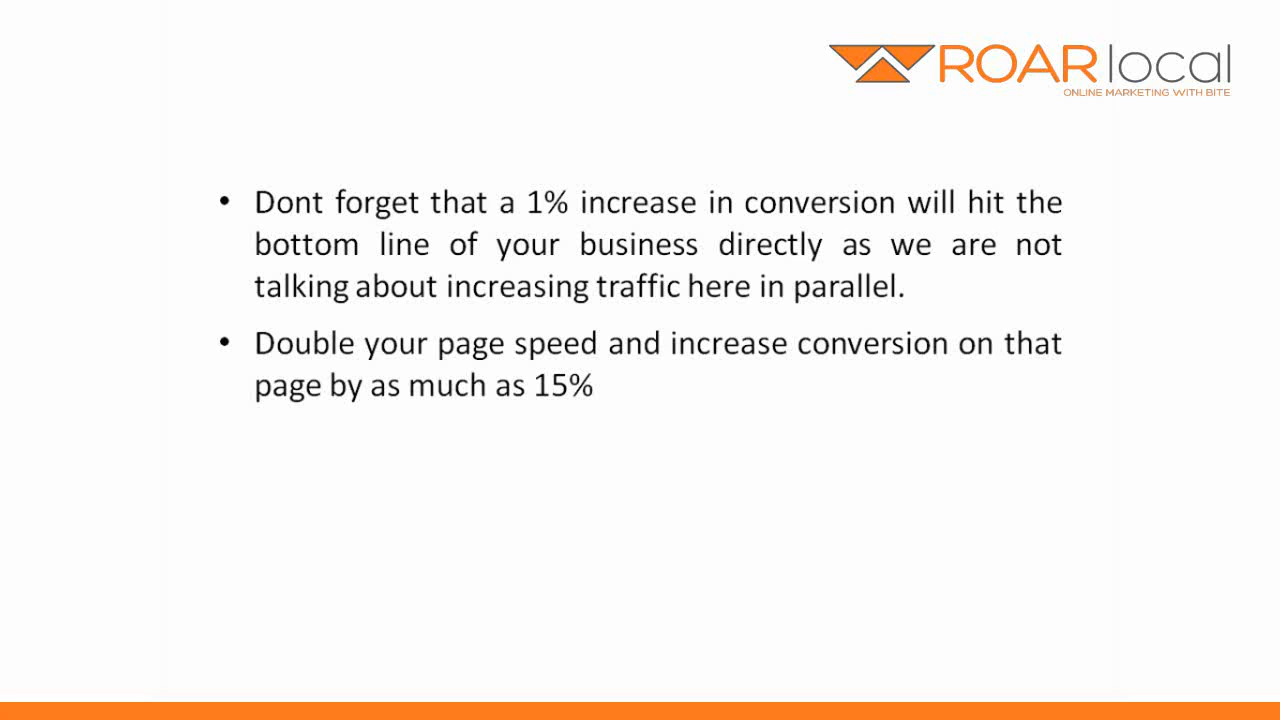 ROAR local
ONLINE MARKETING WITH BITE
• Dont forget that a 1% increase in conversion will hit the
bottom line of your business directly as we are not
talking about increasing traffic here in parallel.
• Double your page speed and increase conversion on that
page by as much as 15%